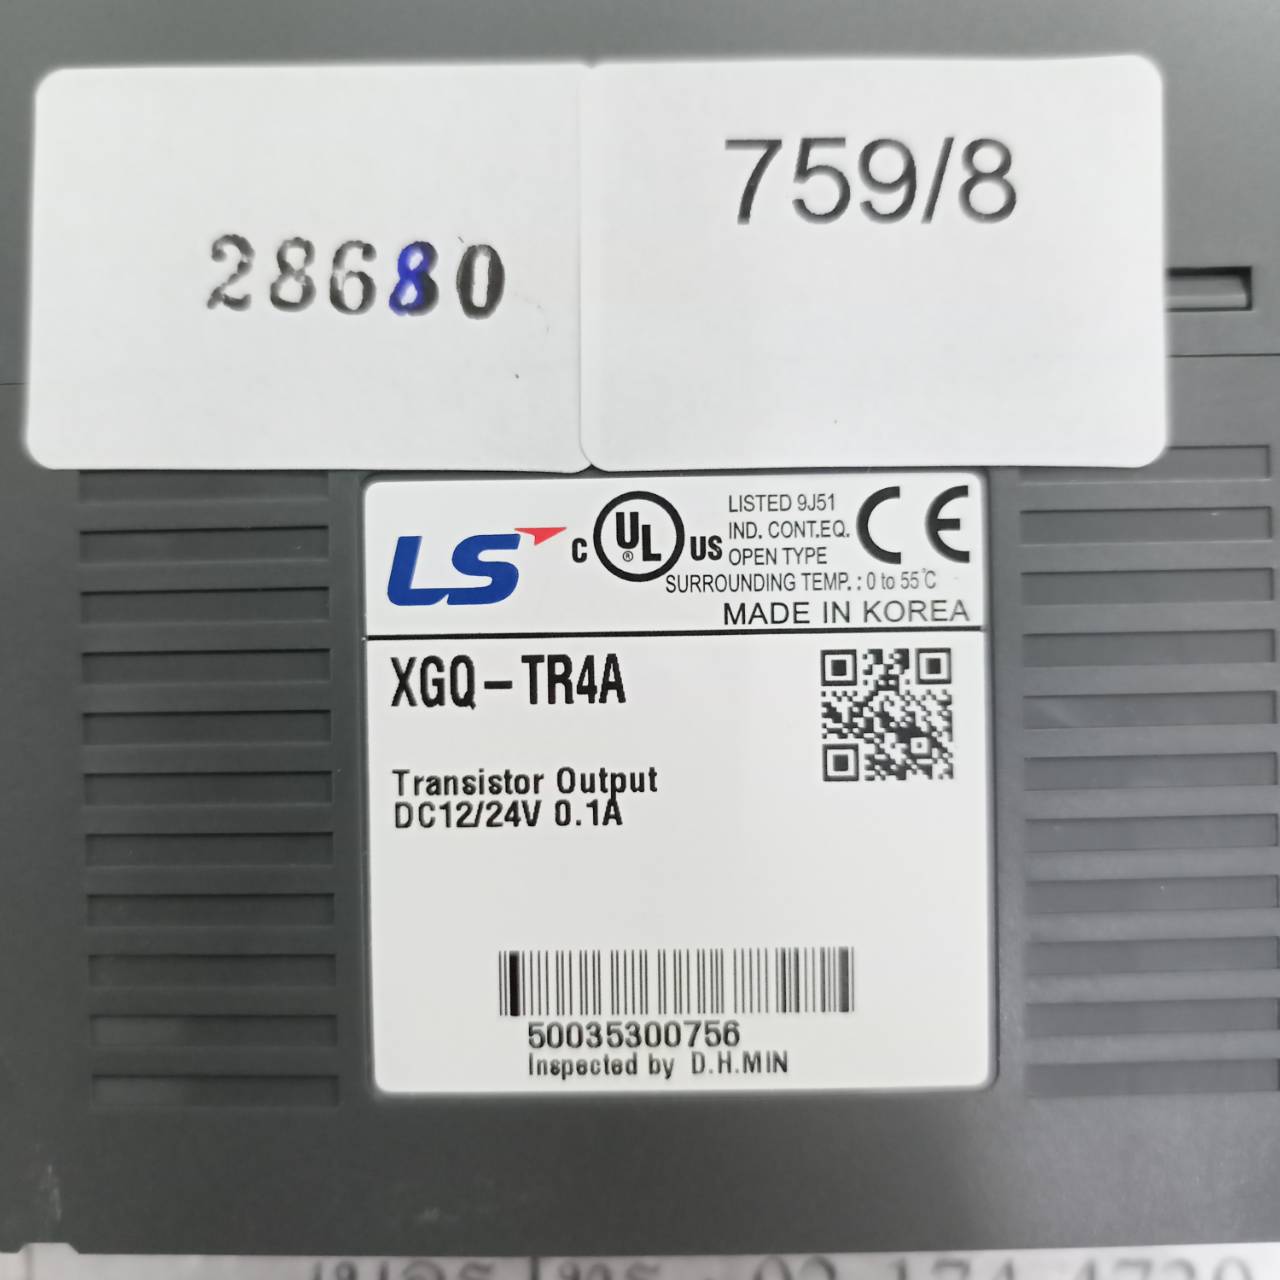 28680
759/8
LS
C UL US
LISTED 9J51
IND. CONT.EQ.
OPEN TYPE
CE
SURROUNDING TEMP. : 0 to 55℃
MADE IN KOREA
XGQ-TR4A
Transistor Output
DC12/24V 0.1A
50035300756
Inspected by D.H.MIN